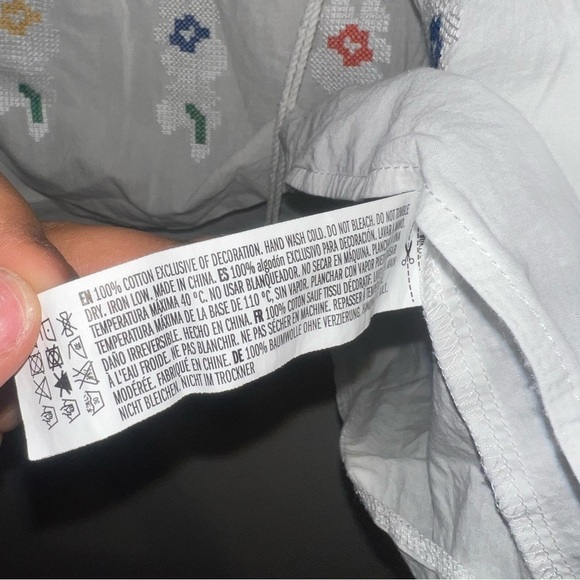 EN 100% COTTON EXCLUSIVE OF DECORATION. HAND WASH COLD. DO NOT BLEACH. DO NOT TUMBLE
DRY. IRON LOW. MADE IN CHINA. ES 100% algodón EXCLUSIVO PARA DECORACIÓN. LAVAR A
TEMPERATURA MÁXIMA 40 °C. NO USAR BLANQUEADOR. NO SECAR EN MÁQUINA. PLANCHAR
TEMPERATURA MÁXIMA DE LA BASE DE 110 °C, SIN VAPOR. PLANCHAR CON VAPOR
DAÑO IRREVERSIBLE. HECHO EN CHINA. FR 100% COTON SAUF TISSU DÉCORATIF.
A L'EAU FROIDE. NE PAS BLANCHIR. NE PAS SÉCHER EN MACHINE. REPASSER À
MODÉRÉE. FABRIQUÉ EN CHINE. DE 100% BAUMWOLLE OHNE VERZIERUNG.
NICHT BLEICHEN. NICHT IM TROCKNER